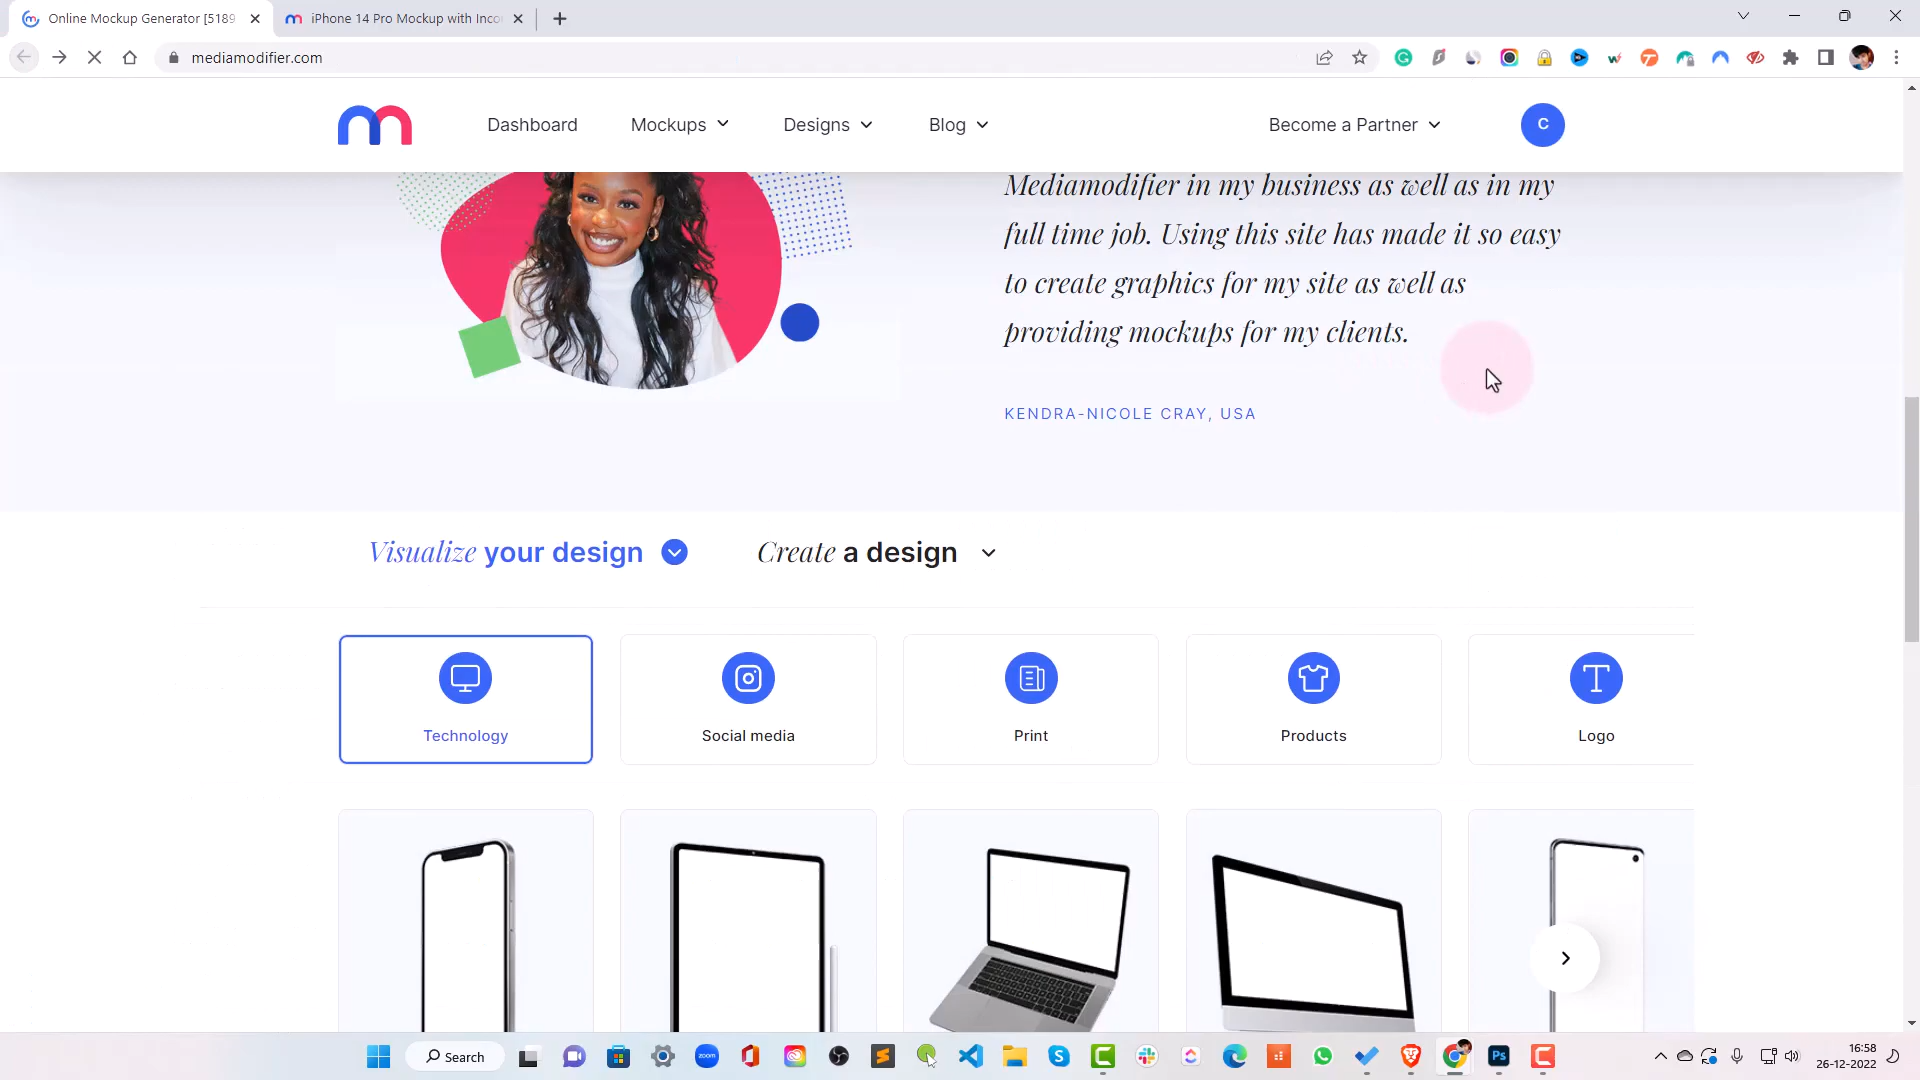 Online Mockup Generator [5189
iPhone 14 Pro Mockup with Inco
mediamodifier.com
Dashboard Mockups Designs Blog Become a Partner C
Mediamodifier in my business as well as in my
full time job. Using this site has made it so easy
to create graphics for my site as well as
providing mockups for my clients.
KENDRA-NICOLE CRAY, USA
Visualize your design Create a design
Technology Social media Print Products Logo
Search
zoom
Ps
16:58
26-12-2022